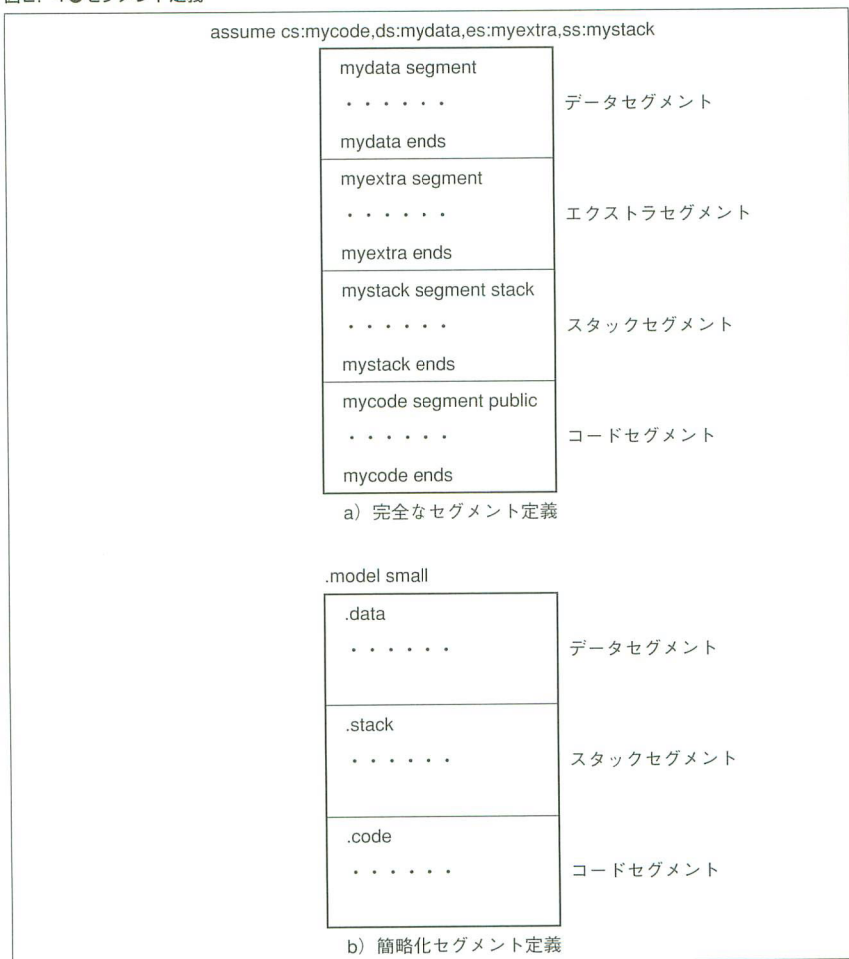 assume cs:mycode,ds:mydata,es:myextra,ss:mystack
mydata segment
・・・・・・
データセグメント
mydata ends
myextra segment
・・・・・・
エクストラセグメント
myextra ends
mystack segment stack
・・・・・・
スタックセグメント
mystack ends
mycode segment public
・・・・・・
コードセグメント
mycode ends
a）完全なセグメント定義
.model small
.data
・・・・・・
データセグメント
.stack
・・・・・・
スタックセグメント
.code
・・・・・・
コードセグメント
b）簡略化セグメント定義